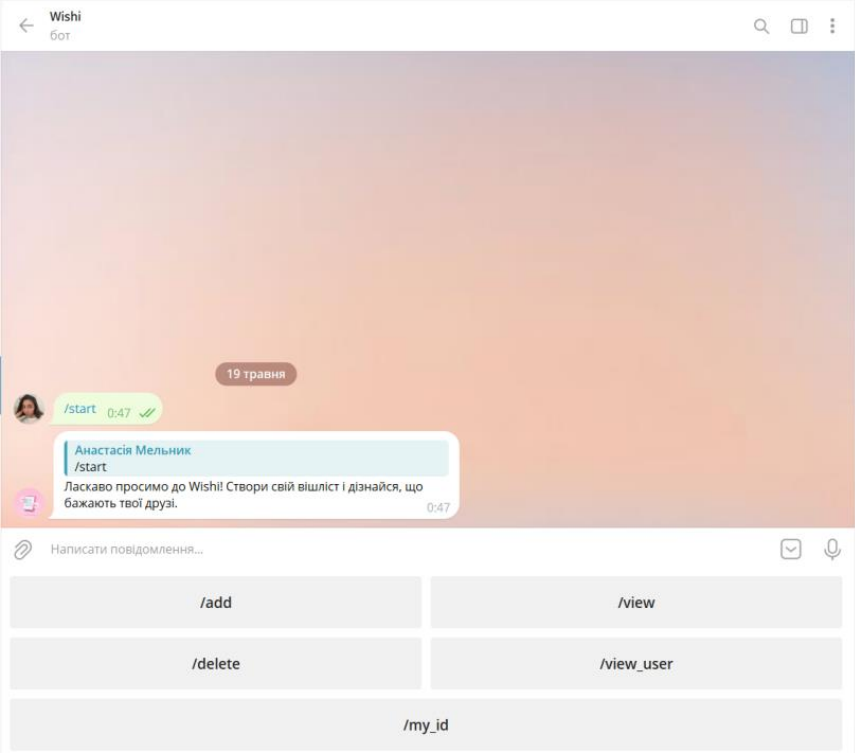 Wishi
бот
19 травня
/start 0:47
Анастасія Мельник
/start
Ласкаво просимо до Wishi! Створи свій вішліст і дізнайся, що
бажають твої друзі.
0:47
Написати повідомлення...
/add
/view
/delete
/view_user
/my_id